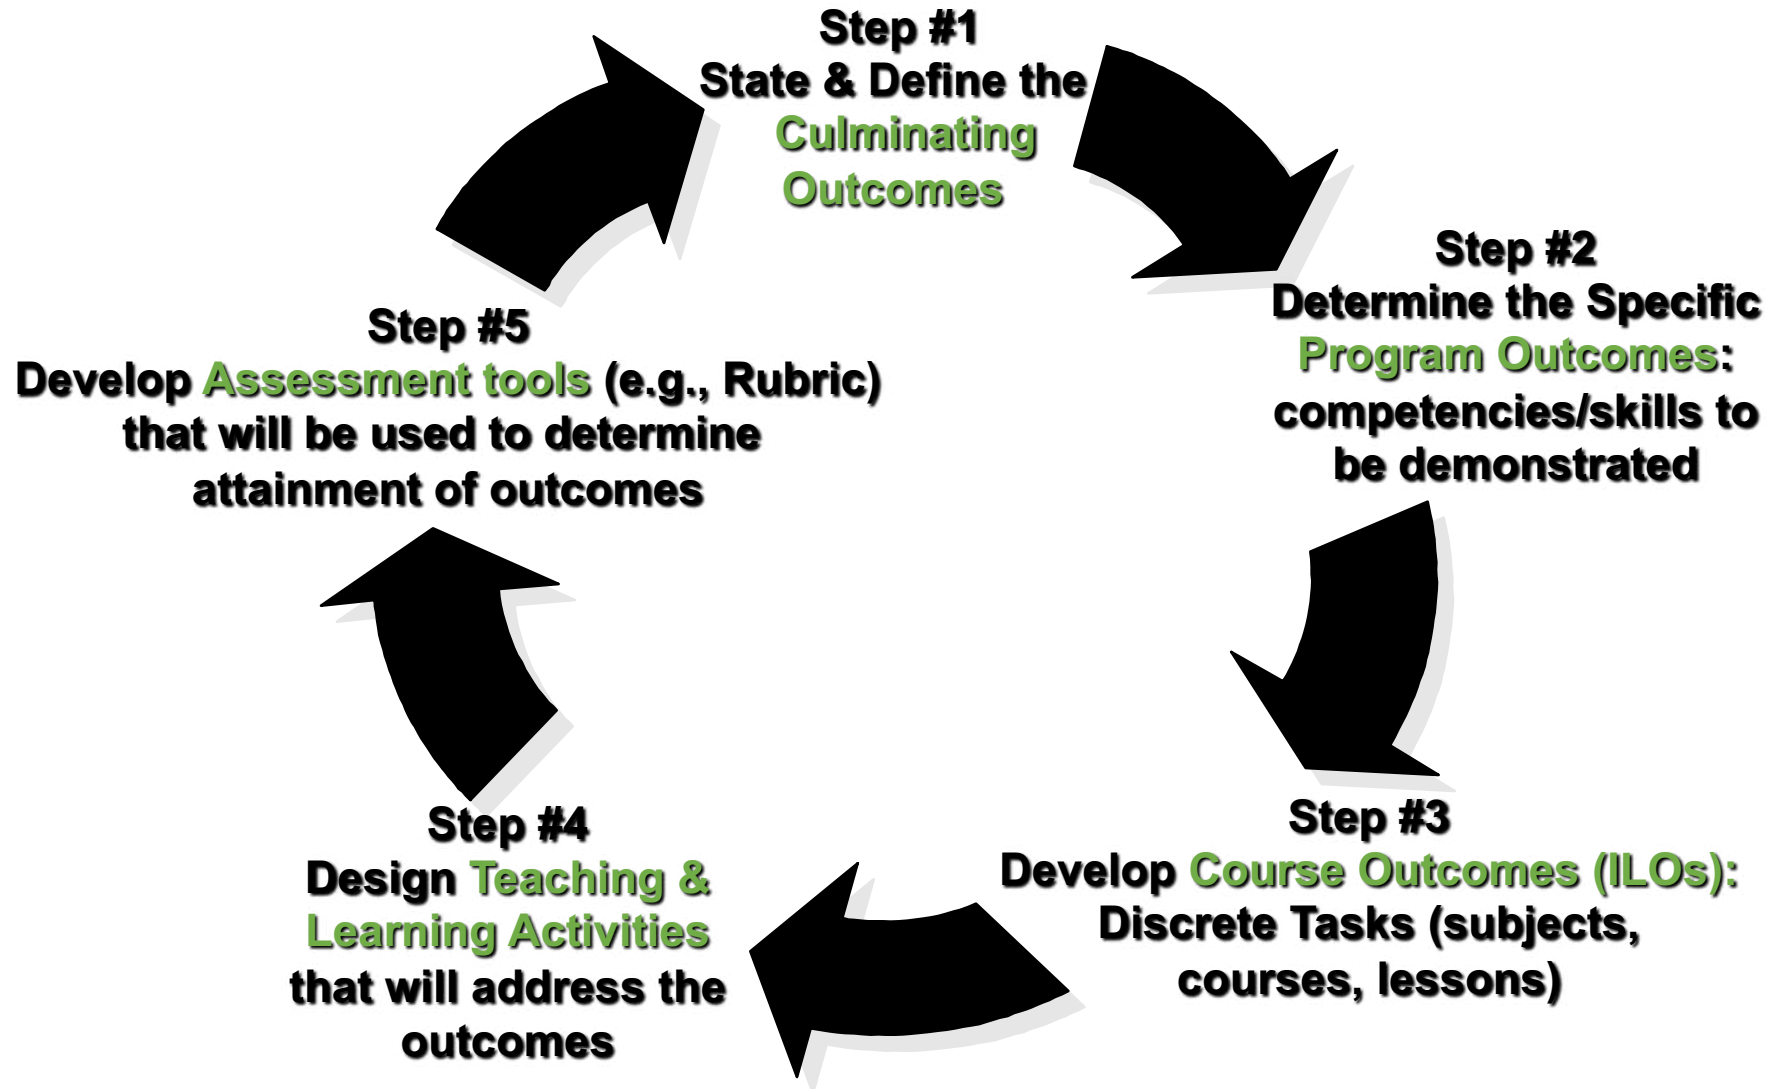 Step #1
State & Define the
Culminating
Outcomes
Step #2
Determine the Specific
Program Outcomes:
competencies/skills to
be demonstrated
Step #3
Develop Course Outcomes (ILOs):
Discrete Tasks (subjects,
courses, lessons)
Step #4
Design Teaching &
Learning Activities
that will address the
outcomes
Step #5
Develop Assessment tools (e.g., Rubric)
that will be used to determine
attainment of outcomes